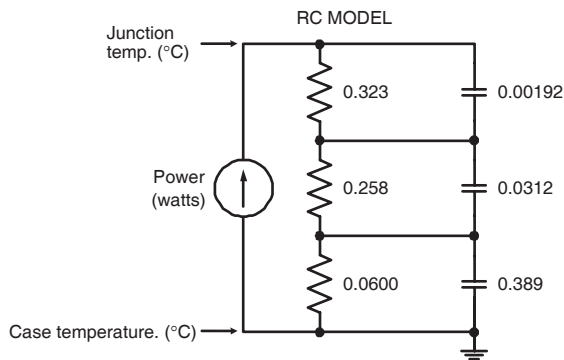 RC MODEL
Junction
temp. (°C)
0.323
0.00192
Power
(watts)
0.258
0.0312
0.0600
0.389
Case temperature. (°C)